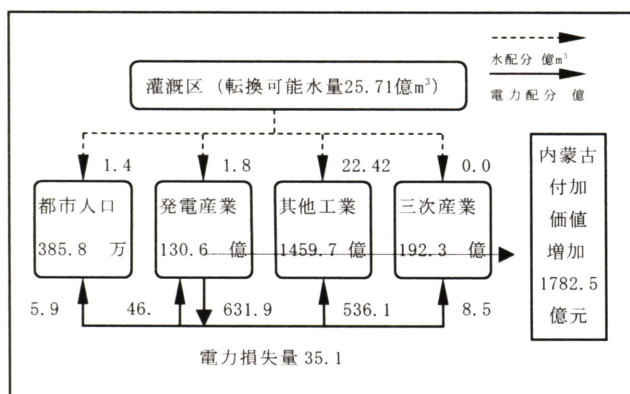 水配分 億m³
電力配分 億
灌漑区 (転換可能水量25.71億m³)
1.4
1.8
22.42
0.0
都市人口
385.8 万
発電産業
130.6 億
其他工業
1459.7 億
三次産業
192.3 億
内蒙古
付加
価値
増加
1782.5
億元
5.9
46.
631.9
536.1
8.5
電力損失量 35.1